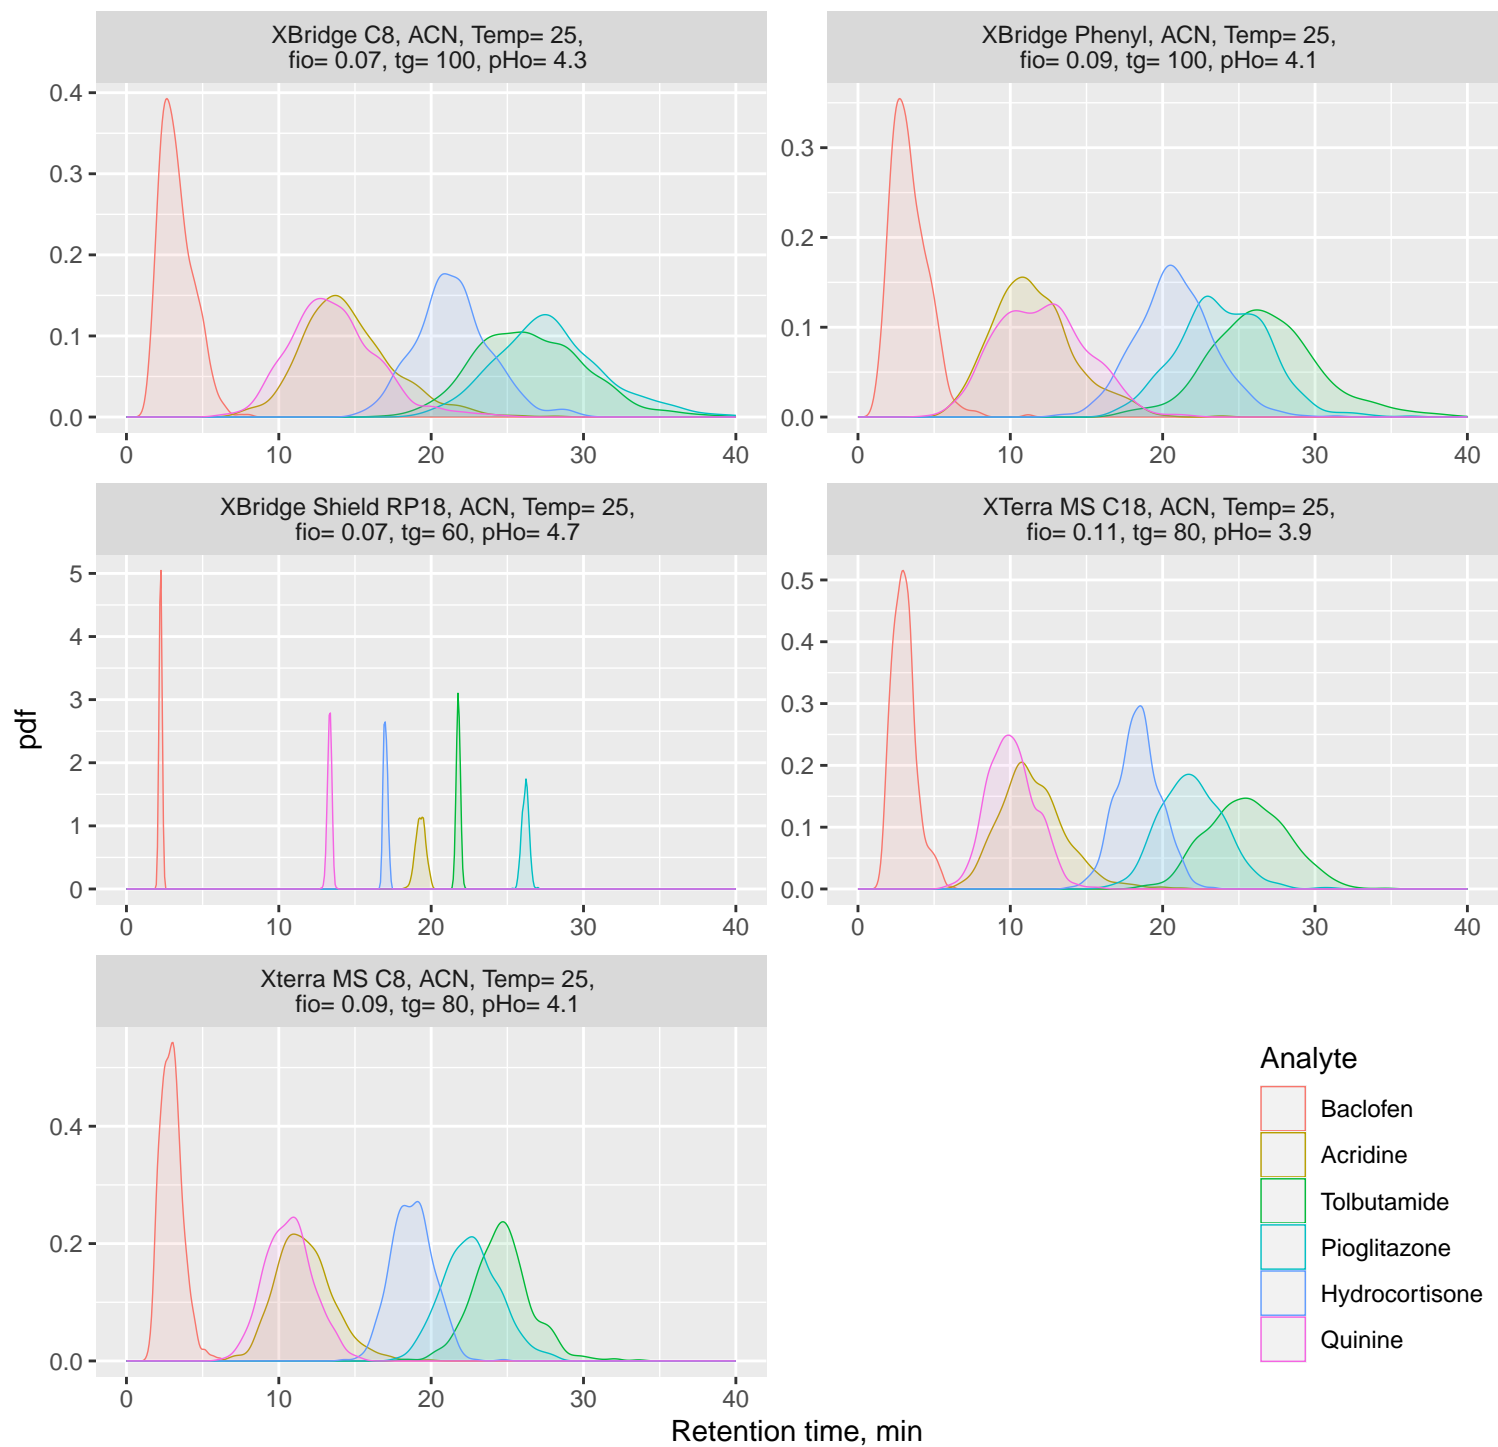 XBridge C8, ACN, Temp= 25,
fio= 0.07, tg= 100, pHo= 4.3
0.4
0.3
0.2
0.1
0.0
0 10 20 30 40
XBridge Phenyl, ACN, Temp= 25,
fio= 0.09, tg= 100, pHo= 4.1
0.3
0.2
0.1
0.0
0 10 20 30 40
XBridge Shield RP18, ACN, Temp= 25,
fio= 0.07, tg= 60, pHo= 4.7
5
4
3
2
1
0
0 10 20 30 40
XTerra MS C18, ACN, Temp= 25,
fio= 0.11, tg= 80, pHo= 3.9
0.5
0.4
0.3
0.2
0.1
0.0
0 10 20 30 40
Xterra MS C8, ACN, Temp= 25,
fio= 0.09, tg= 80, pHo= 4.1
0.4
0.2
0.0
0 10 20 30 40
pdf
Retention time, min
Analyte
Baclofen
Acridine
Tolbutamide
Pioglitazone
Hydrocortisone
Quinine